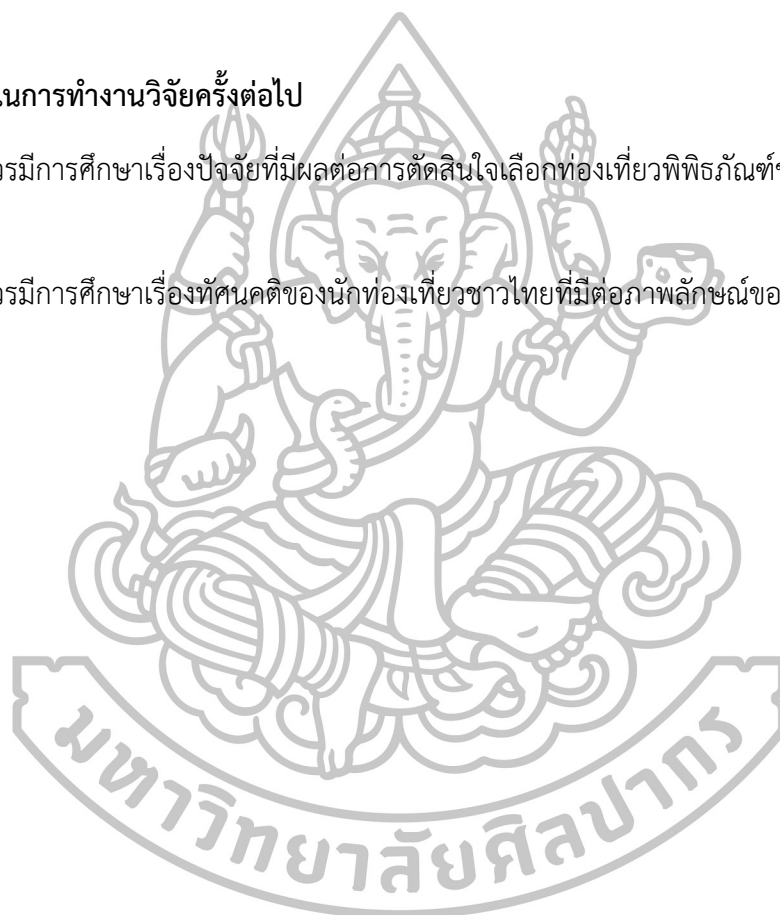 นการทำงานวิจัยครั้งต่อไป
วรมีการศึกษาเรื่องปัจจัยที่มีผลต่อการตัดสินใจเลือกท่องเที่ยวพิพิธภัณฑ์
วรมีการศึกษาเรื่องทัศนคติของนักท่องเที่ยวชาวไทยที่มีต่อภาพลักษณ์ขอ
มหาวิทยาลัยศิลปากร